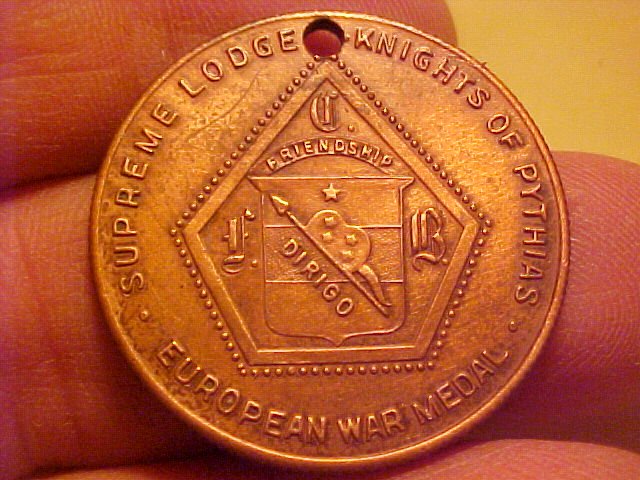 SUPREME LODGE KNIGHTS OF PYTHIAS
C.
FRIENDSHIP
F. B
DIRIGO
· EUROPEAN WAR MEDAL ·